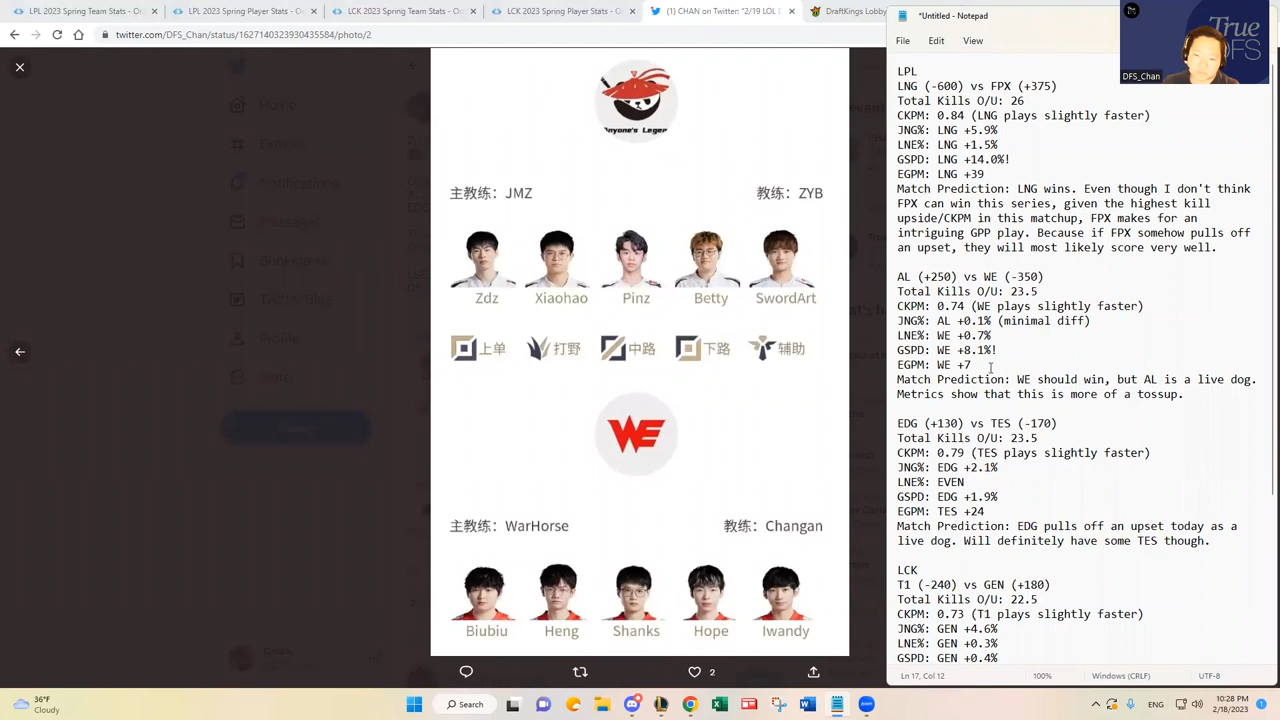 LPL 2023 Spring Team Stats - O
LPL 2023 Spring Player Stats - O
LCK 2023 Spring Team Stats - O
LCK 2023 Spring Player Stats - O
(1) CHAN on Twitter: "2/19 LOL
DraftKings Lobby
twitter.com/DFS_Chan/status/1627140323930435584/photo/2
Anyone's Legend
主教练：JMZ 教练：ZYB
Zdz Xiaohao Pinz Betty SwordArt
上单 打野 中路 下路 辅助
WE
主教练：WarHorse 教练：Changan
Biubiu Heng Shanks Hope Iwandy
2
Home
Notifications
Messages
Bookmarks
Twitter Blue
Profile
*Untitled - Notepad
File Edit View
True
DFS
DFS_Chan
LPL
LNG (-600) vs FPX (+375)
Total Kills O/U: 26
CKPM: 0.84 (LNG plays slightly faster)
JNG%: LNG +5.9%
LNE%: LNG +1.5%
GSPD: LNG +14.0%!
EGPM: LNG +39
Match Prediction: LNG wins. Even though I don't think
FPX can win this series, given the highest kill
upside/CKPM in this matchup, FPX makes for an
intriguing GPP play. Because if FPX somehow pulls off
an upset, they will most likely score very well.
AL (+250) vs WE (-350)
Total Kills O/U: 23.5
CKPM: 0.74 (WE plays slightly faster)
JNG%: AL +0.1% (minimal diff)
LNE%: WE +0.7%
GSPD: WE +8.1%!
EGPM: WE +7
Match Prediction: WE should win, but AL is a live dog.
Metrics show that this is more of a tossup.
EDG (+130) vs TES (-170)
Total Kills O/U: 23.5
CKPM: 0.79 (TES plays slightly faster)
JNG%: EDG +2.1%
LNE%: EVEN
GSPD: EDG +1.9%
EGPM: TES +24
Match Prediction: EDG pulls off an upset today as a
live dog. Will definitely have some TES though.
LCK
T1 (-240) vs GEN (+180)
Total Kills O/U: 22.5
CKPM: 0.73 (T1 plays slightly faster)
JNG%: GEN +4.6%
LNE%: GEN +0.3%
GSPD: GEN +0.4%
Ln 17, Col 12 100% Windows (CRLF) UTF-8
36°F
Cloudy
Search
ENG
10:28 PM
2/18/2023